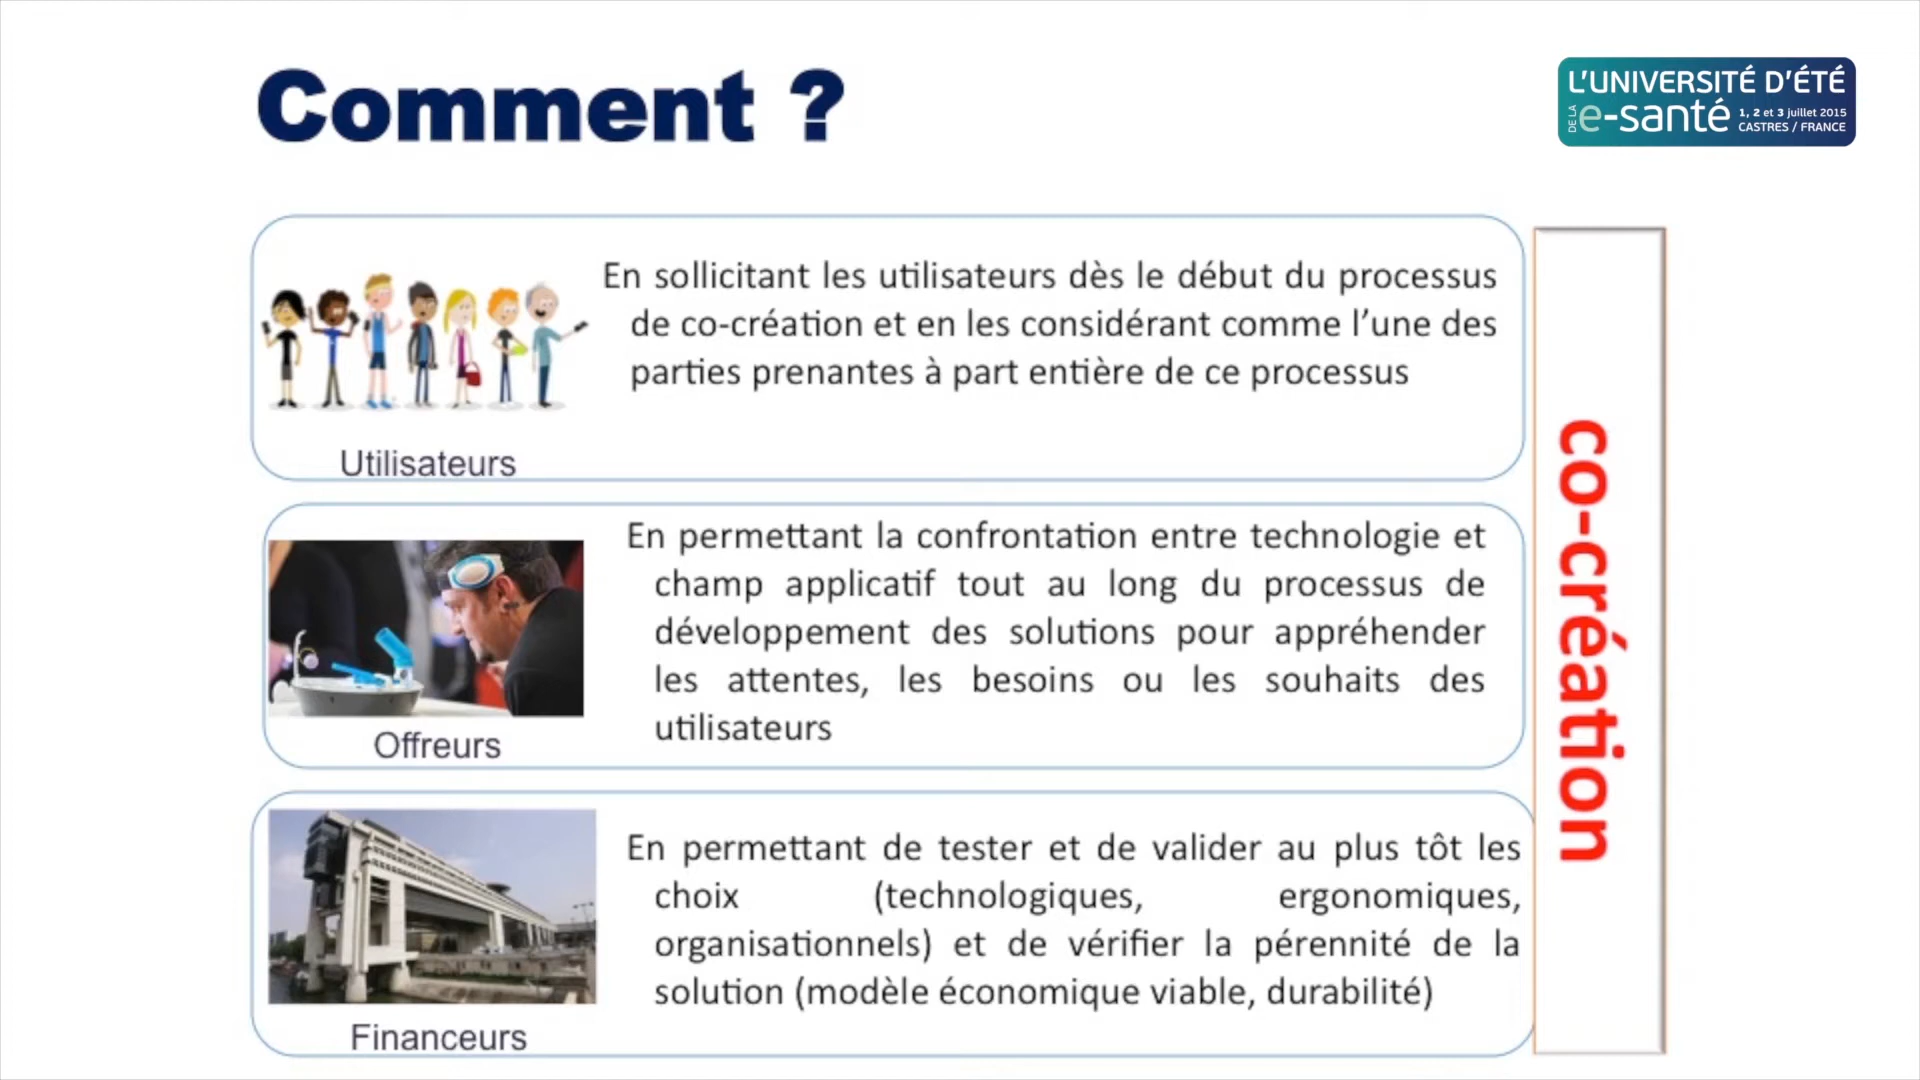 Comment ?
L'UNIVERSITÉ D'ÉTÉ
DE LA e-santé 1, 2 et 3 juillet 2015
CASTRES / FRANCE
En sollicitant les utilisateurs dès le début du processus
de co-création et en les considérant comme l'une des
parties prenantes à part entière de ce processus
Utilisateurs
En permettant la confrontation entre technologie et
champ applicatif tout au long du processus de
développement des solutions pour appréhender
les attentes, les besoins ou les souhaits des
utilisateurs
Offreurs
En permettant de tester et de valider au plus tôt les
choix (technologiques, ergonomiques,
organisationnels) et de vérifier la pérennité de la
solution (modèle économique viable, durabilité)
Financeurs
co-création